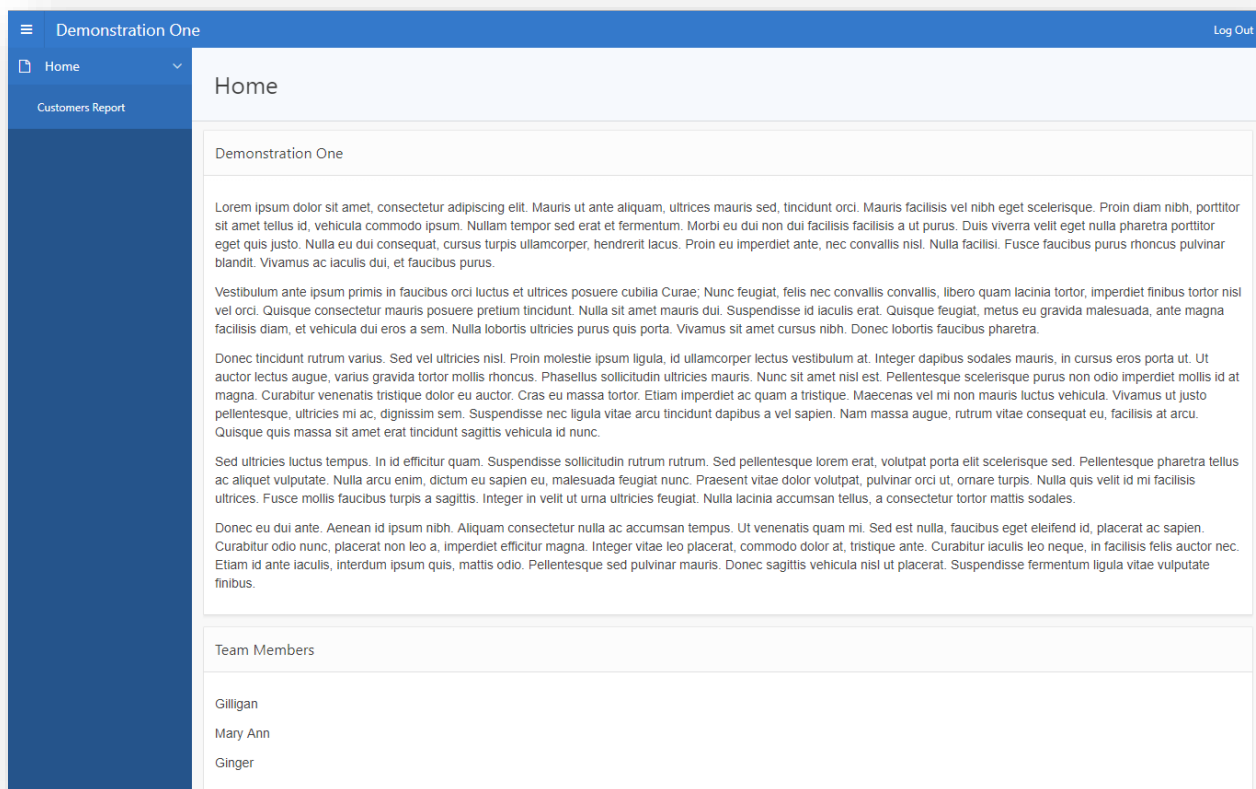 Demonstration One
Log Out
Home
Customers Report
Home
Demonstration One
Lorem ipsum dolor sit amet, consectetur adipiscing elit. Mauris ut ante aliquam, ultrices mauris sed, tincidunt orci. Mauris facilisis vel nibh eget scelerisque. Proin diam nibh, porttitor
sit amet tellus id, vehicula commodo ipsum. Nullam tempor sed erat et fermentum. Morbi eu dui non dui facilisis facilisis a ut purus. Duis viverra velit eget nulla pharetra porttitor
eget quis justo. Nulla eu dui consequat, cursus turpis ullamcorper, hendrerit lacus. Proin eu imperdiet ante, nec convallis nisl. Nulla facilisi. Fusce faucibus purus rhoncus pulvinar
blandit. Vivamus ac iaculis dui, et faucibus purus.
Vestibulum ante ipsum primis in faucibus orci luctus et ultrices posuere cubilia Curae; Nunc feugiat, felis nec convallis convallis, libero quam lacinia tortor, imperdiet finibus tortor nisl
vel orci. Quisque consectetur mauris posuere pretium tincidunt. Nulla sit amet mauris dui. Suspendisse id iaculis erat. Quisque feugiat, metus eu gravida malesuada, ante magna
facilisis diam, et vehicula dui eros a sem. Nulla lobortis ultricies purus quis porta. Vivamus sit amet cursus nibh. Donec lobortis faucibus pharetra.
Donec tincidunt rutrum varius. Sed vel ultricies nisl. Proin molestie ipsum ligula, id ullamcorper lectus vestibulum at. Integer dapibus sodales mauris, in cursus eros porta ut. Ut
auctor lectus augue, varius gravida tortor mollis rhoncus. Phasellus sollicitudin ultricies mauris. Nunc sit amet nisl est. Pellentesque scelerisque purus non odio imperdiet mollis id at
magna. Curabitur venenatis tristique dolor eu auctor. Cras eu massa tortor. Etiam imperdiet ac quam a tristique. Maecenas vel mi non mauris luctus vehicula. Vivamus ut justo
pellentesque, ultricies mi ac, dignissim sem. Suspendisse nec ligula vitae arcu tincidunt dapibus a vel sapien. Nam massa augue, rutrum vitae consequat eu, facilisis at arcu.
Quisque quis massa sit amet erat tincidunt sagittis vehicula id nunc.
Sed ultricies luctus tempus. In id efficitur quam. Suspendisse sollicitudin rutrum rutrum. Sed pellentesque lorem erat, volutpat porta elit scelerisque sed. Pellentesque pharetra tellus
ac aliquet vulputate. Nulla arcu enim, dictum eu sapien eu, malesuada feugiat nunc. Praesent vitae dolor volutpat, pulvinar orci ut, ornare turpis. Nulla quis velit id mi facilisis
ultrices. Fusce mollis faucibus turpis a sagittis. Integer in velit ut urna ultricies feugiat. Nulla lacinia accumsan tellus, a consectetur tortor mattis sodales.
Donec eu dui ante. Aenean id ipsum nibh. Aliquam consectetur nulla ac accumsan tempus. Ut venenatis quam mi. Sed est nulla, faucibus eget eleifend id, placerat ac sapien.
Curabitur odio nunc, placerat non leo a, imperdiet efficitur magna. Integer vitae leo placerat, commodo dolor at, tristique ante. Curabitur iaculis leo neque, in facilisis felis auctor nec.
Etiam id ante iaculis, interdum ipsum quis, mattis odio. Pellentesque sed pulvinar mauris. Donec sagittis vehicula nisl ut placerat. Suspendisse fermentum ligula vitae vulputate
finibus.
Team Members
Gilligan
Mary Ann
Ginger